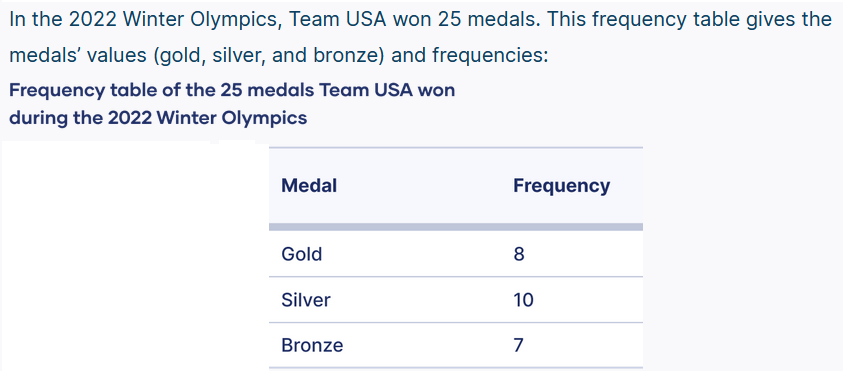 In the 2022 Winter Olympics, Team USA won 25 medals. This frequency table gives the
medals’ values (gold, silver, and bronze) and frequencies:
Frequency table of the 25 medals Team USA won
during the 2022 Winter Olympics
Medal Frequency
Gold 8
Silver 10
Bronze 7